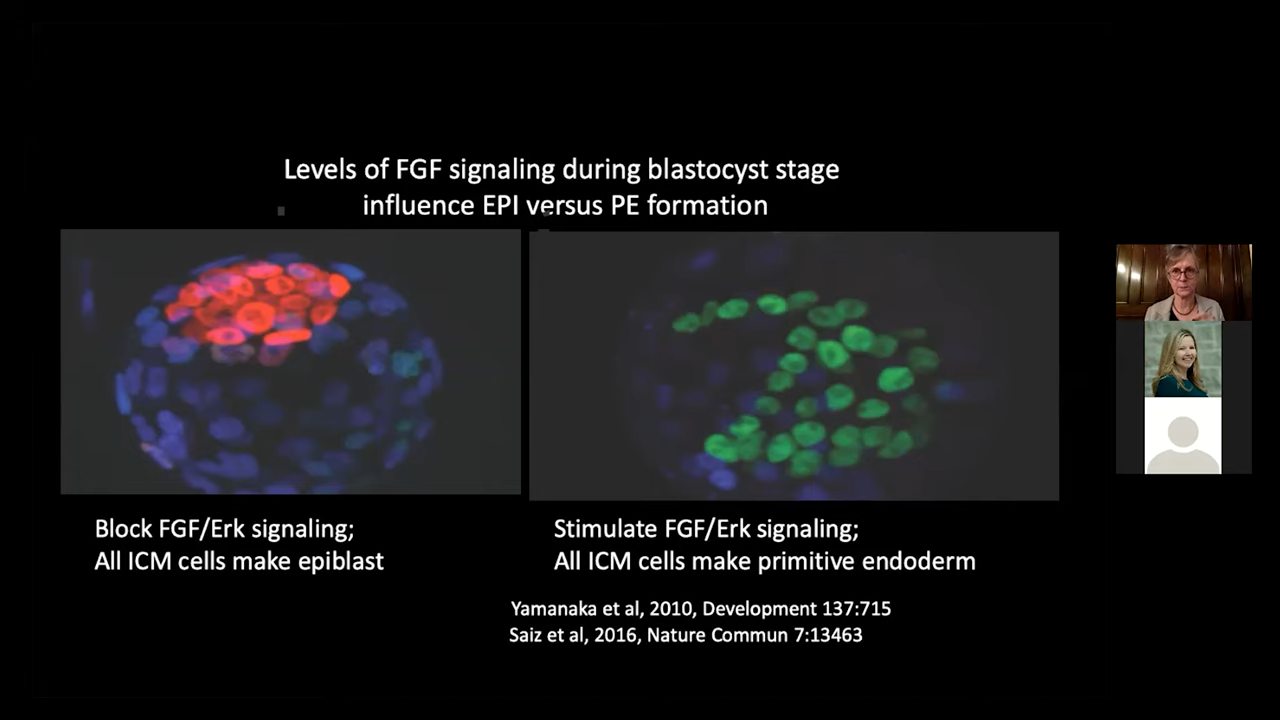 Levels of FGF signaling during blastocyst stage
influence EPI versus PE formation
Block FGF/Erk signaling;
All ICM cells make epiblast
Stimulate FGF/Erk signaling;
All ICM cells make primitive endoderm
Yamanaka et al, 2010, Development 137:715
Saiz et al, 2016, Nature Commun 7:13463